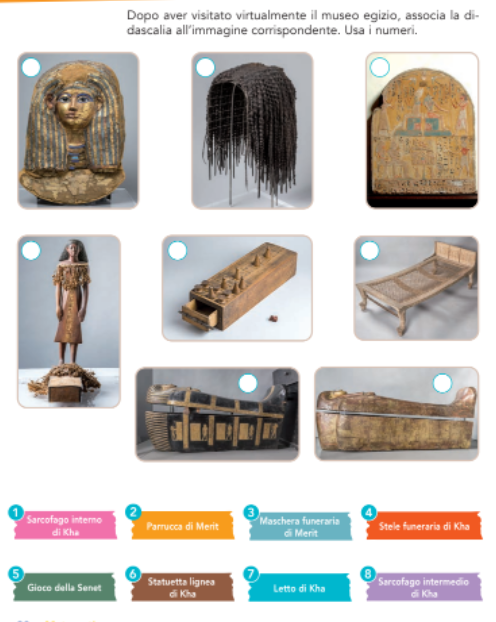 Dopo aver visitato virtualmente il museo egizio, associa la di-
dascalia all'immagine corrispondente. Usa i numeri.
1 Sarcofago interno
di Kha
2 Parrucca di Merit
3 Maschera funeraria
di Merit
4 Stele funeraria di Kha
5 Gioco della Senet
6 Statuetta lignea
di Kha
7 Letto di Kha
8 Sarcofago intermedio
di Kha